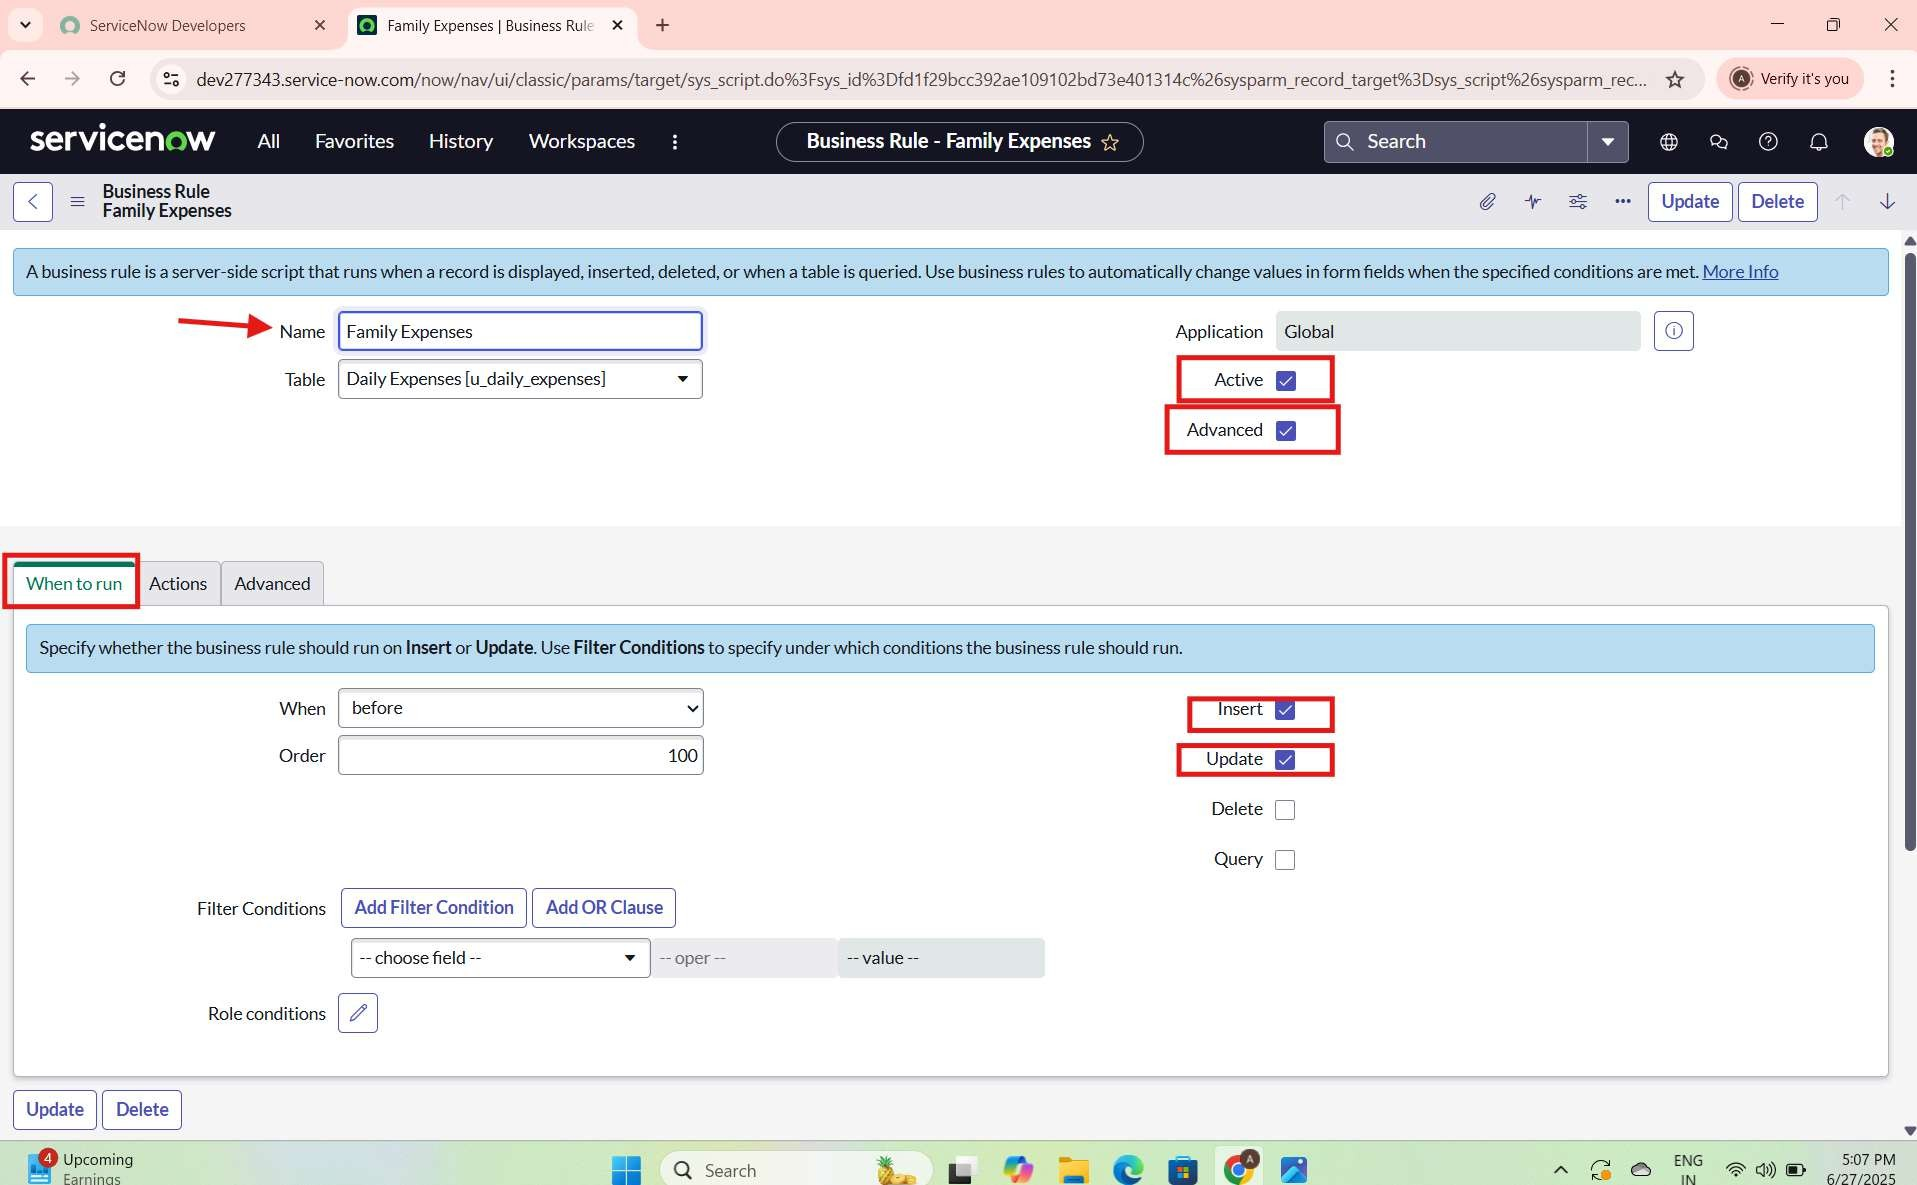 ServiceNow Developers
Family Expenses | Business Rule
dev277343.service-now.com/now/nav/ui/classic/params/target/sys_script.do%3Fsys_id%3Dfd1f29bcc392ae109102bd73e401314c%26sysparm_record_target%3Dsys_script%26sysparm_rec...
A Verify it's you
servicenow All Favorites History Workspaces Business Rule - Family Expenses Search
Business Rule
Family Expenses
Update Delete
A business rule is a server-side script that runs when a record is displayed, inserted, deleted, or when a table is queried. Use business rules to automatically change values in form fields when the specified conditions are met. More Info
Name Family Expenses
Application Global
Table Daily Expenses [u_daily_expenses]
Active
Advanced
When to run Actions Advanced
Specify whether the business rule should run on Insert or Update. Use Filter Conditions to specify under which conditions the business rule should run.
When before
Insert
Order 100
Update
Delete
Query
Filter Conditions Add Filter Condition Add OR Clause
-- choose field -- -- oper -- -- value --
Role conditions
Update Delete
4 Upcoming
Earnings
Search
A
ENG
IN
5:07 PM
6/27/2025